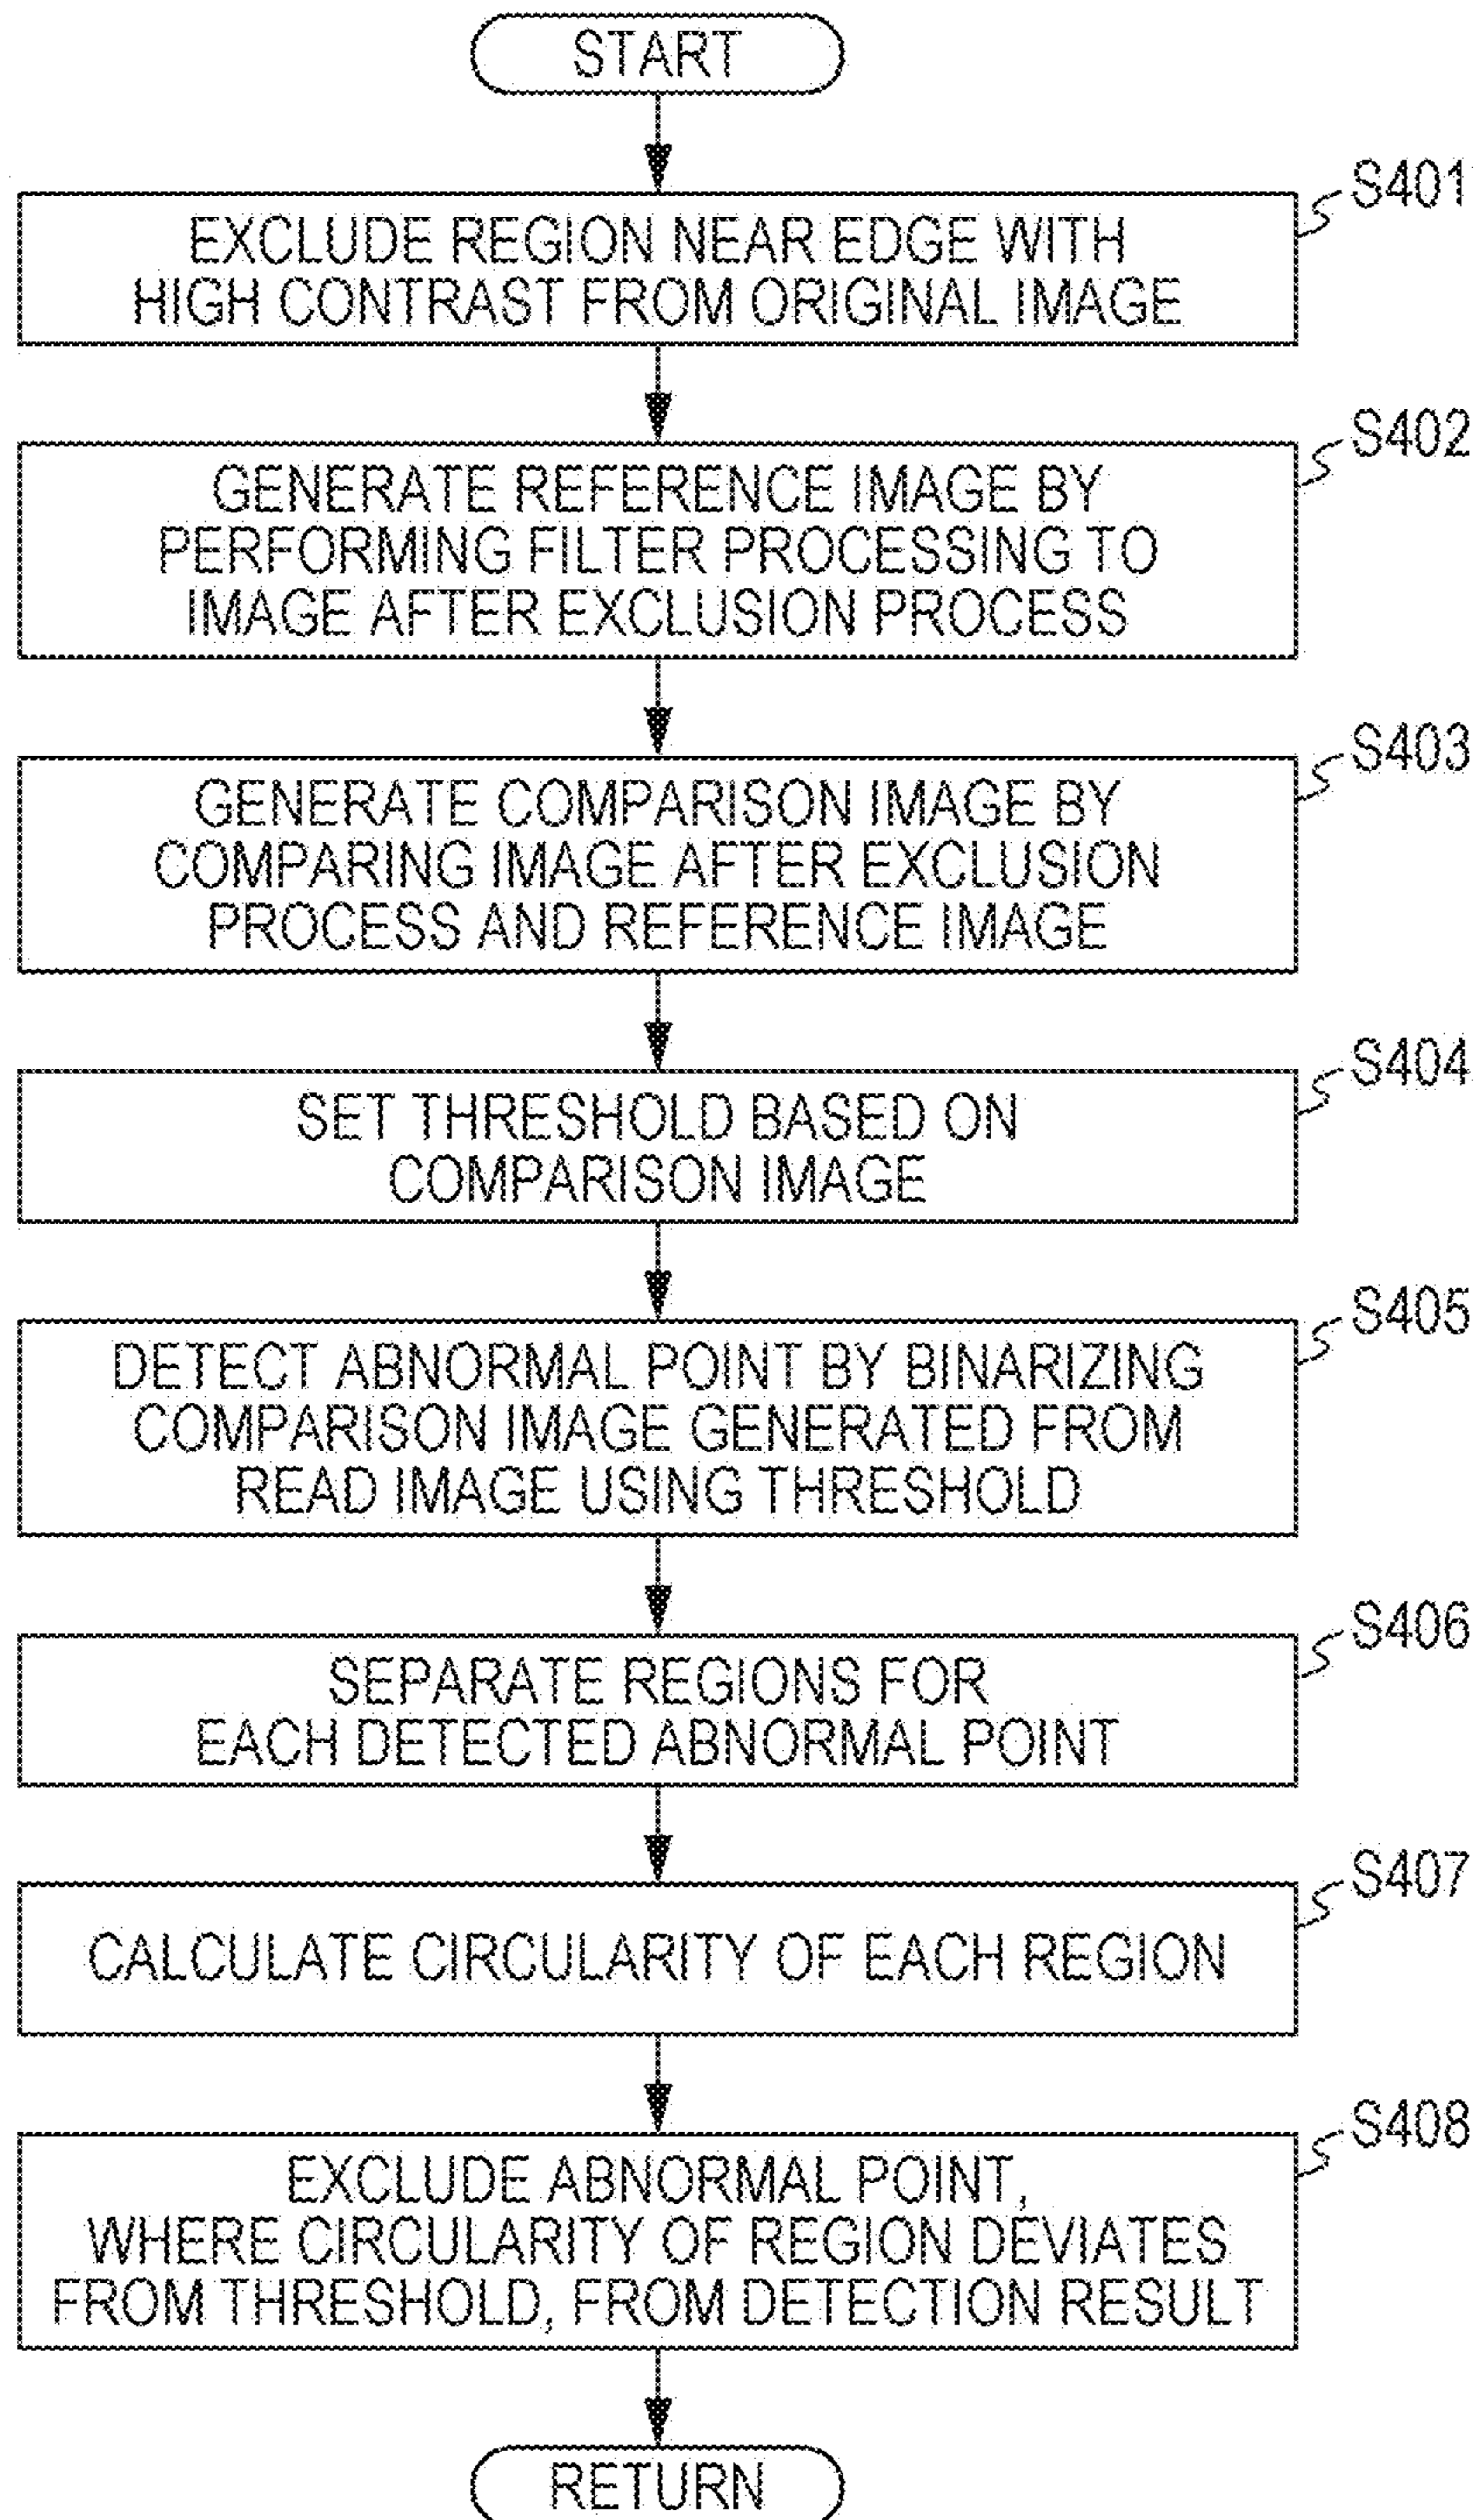 START
S401
EXCLUDE REGION NEAR EDGE WITH
HIGH CONTRAST FROM ORIGINAL IMAGE
S402
GENERATE REFERENCE IMAGE BY
PERFORMING FILTER PROCESSING TO
IMAGE AFTER EXCLUSION PROCESS
S403
GENERATE COMPARISON IMAGE BY
COMPARING IMAGE AFTER EXCLUSION
PROCESS AND REFERENCE IMAGE
S404
SET THRESHOLD BASED ON
COMPARISON IMAGE
S405
DETECT ABNORMAL POINT BY BINARIZING
COMPARISON IMAGE GENERATED FROM
READ IMAGE USING THRESHOLD
S406
SEPARATE REGIONS FOR
EACH DETECTED ABNORMAL POINT
S407
CALCULATE CIRCULARITY OF EACH REGION
S408
EXCLUDE ABNORMAL POINT,
WHERE CIRCULARITY OF REGION DEVIATES
FROM THRESHOLD, FROM DETECTION RESULT
RETURN